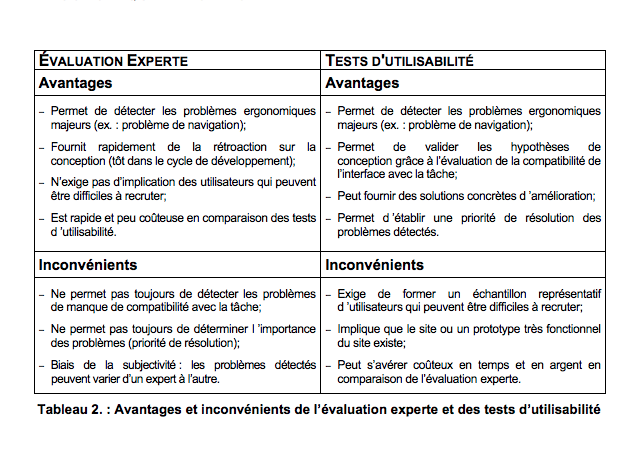 ÉVALUATION EXPERTE
TESTS D'UTILISABILITÉ
Avantages
– Permet de détecter les problèmes ergonomiques
majeurs (ex. : problème de navigation);
– Fournit rapidement de la rétroaction sur la
conception (tôt dans le cycle de développement);
– N'exige pas d'implication des utilisateurs qui peuvent
être difficiles à recruter;
– Est rapide et peu coûteuse en comparaison des tests
d 'utilisabilité.
Avantages
– Permet de détecter les problèmes ergonomiques
majeurs (ex. : problème de navigation);
– Permet de valider les hypothèses de
conception grâce à l'évaluation de la compatibilité de
l'interface avec la tâche;
– Peut fournir des solutions concrètes d 'amélioration;
– Permet d 'établir une priorité de résolution des
problèmes détectés.
Inconvénients
– Ne permet pas toujours de détecter les problèmes
de manque de compatibilité avec la tâche;
– Ne permet pas toujours de déterminer l 'importance
des problèmes (priorité de résolution);
– Biais de la subjectivité : les problèmes détectés
peuvent varier d'un expert à l'autre.
Inconvénients
– Exige de former un échantillon représentatif
d 'utilisateurs qui peuvent être difficiles à recruter;
– Implique que le site ou un prototype très fonctionnel
du site existe;
– Peut s'avérer coûteux en temps et en argent en
comparaison de l'évaluation experte.
Tableau 2. : Avantages et inconvénients de l'évaluation experte et des tests d'utilisabilité